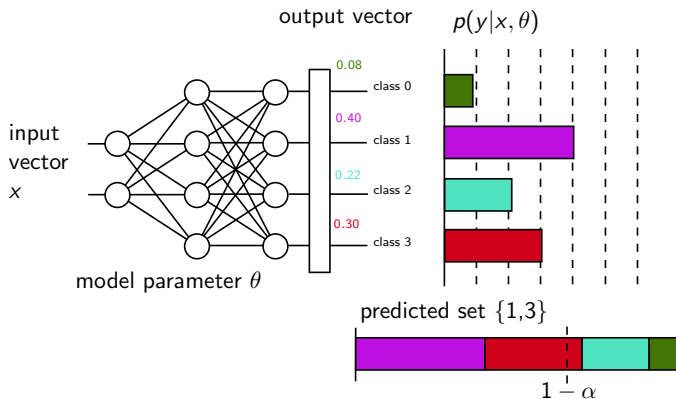 output vector
p(y|x, θ)
0.08
class 0
0.40
class 1
input
vector
x
0.22
class 2
0.30
class 3
model parameter θ
predicted set {1,3}
1 − α